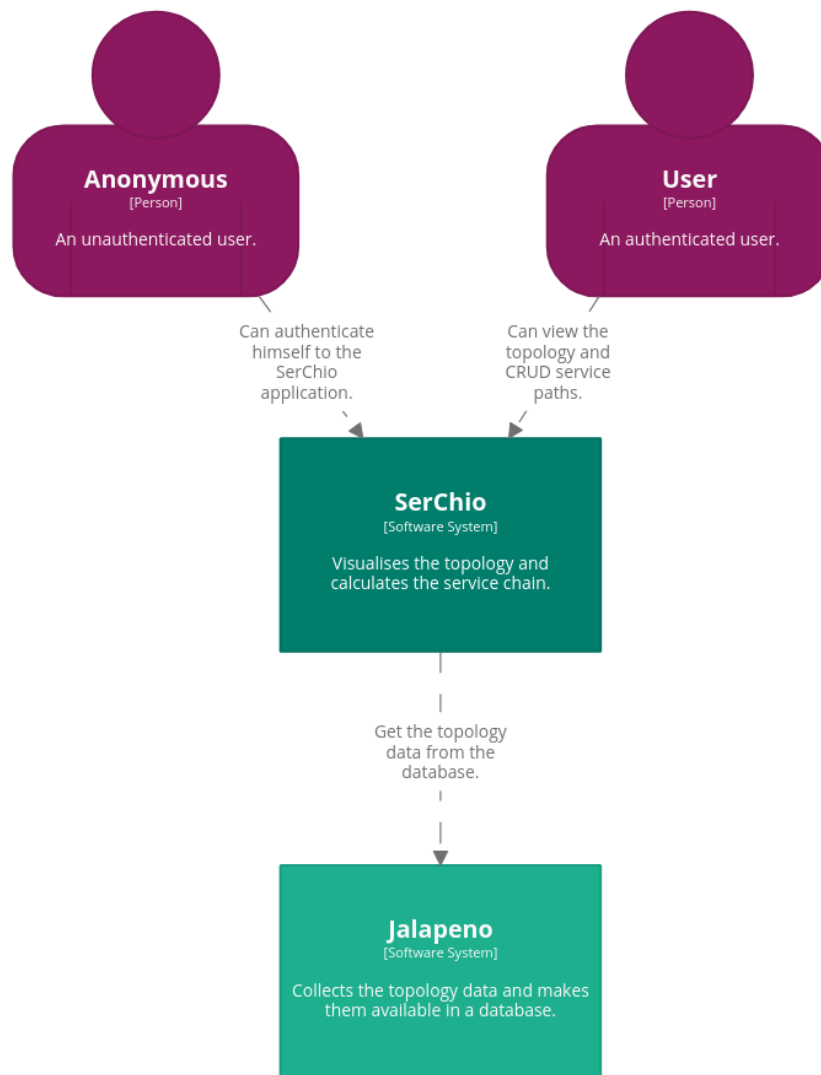 Anonymous
[Person]
An unauthenticated user.
User
[Person]
An authenticated user.
Can authenticate
himself to the
SerChio
application.
Can view the
topology and
CRUD service
paths.
SerChio
[Software System]
Visualises the topology and
calculates the service chain.
Get the topology
data from the
database.
Jalapeno
[Software System]
Collects the topology data and makes
them available in a database.